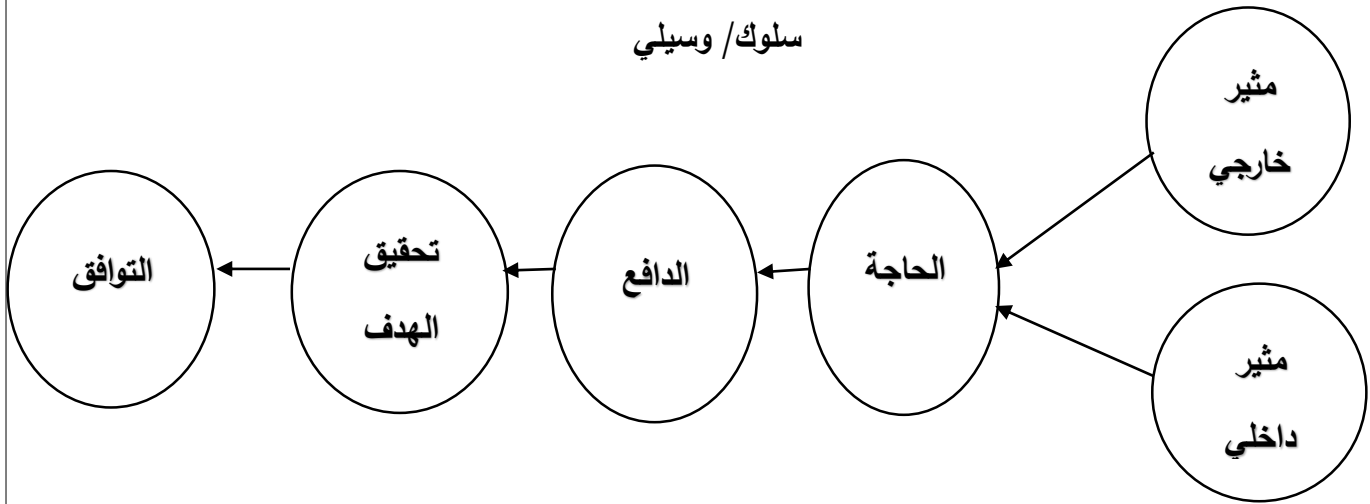 سلوك/ وسيلي
مثير
خارجي
الحاجة
الدافع
تحقيق
الهدف
التوافق
مثير
داخلي